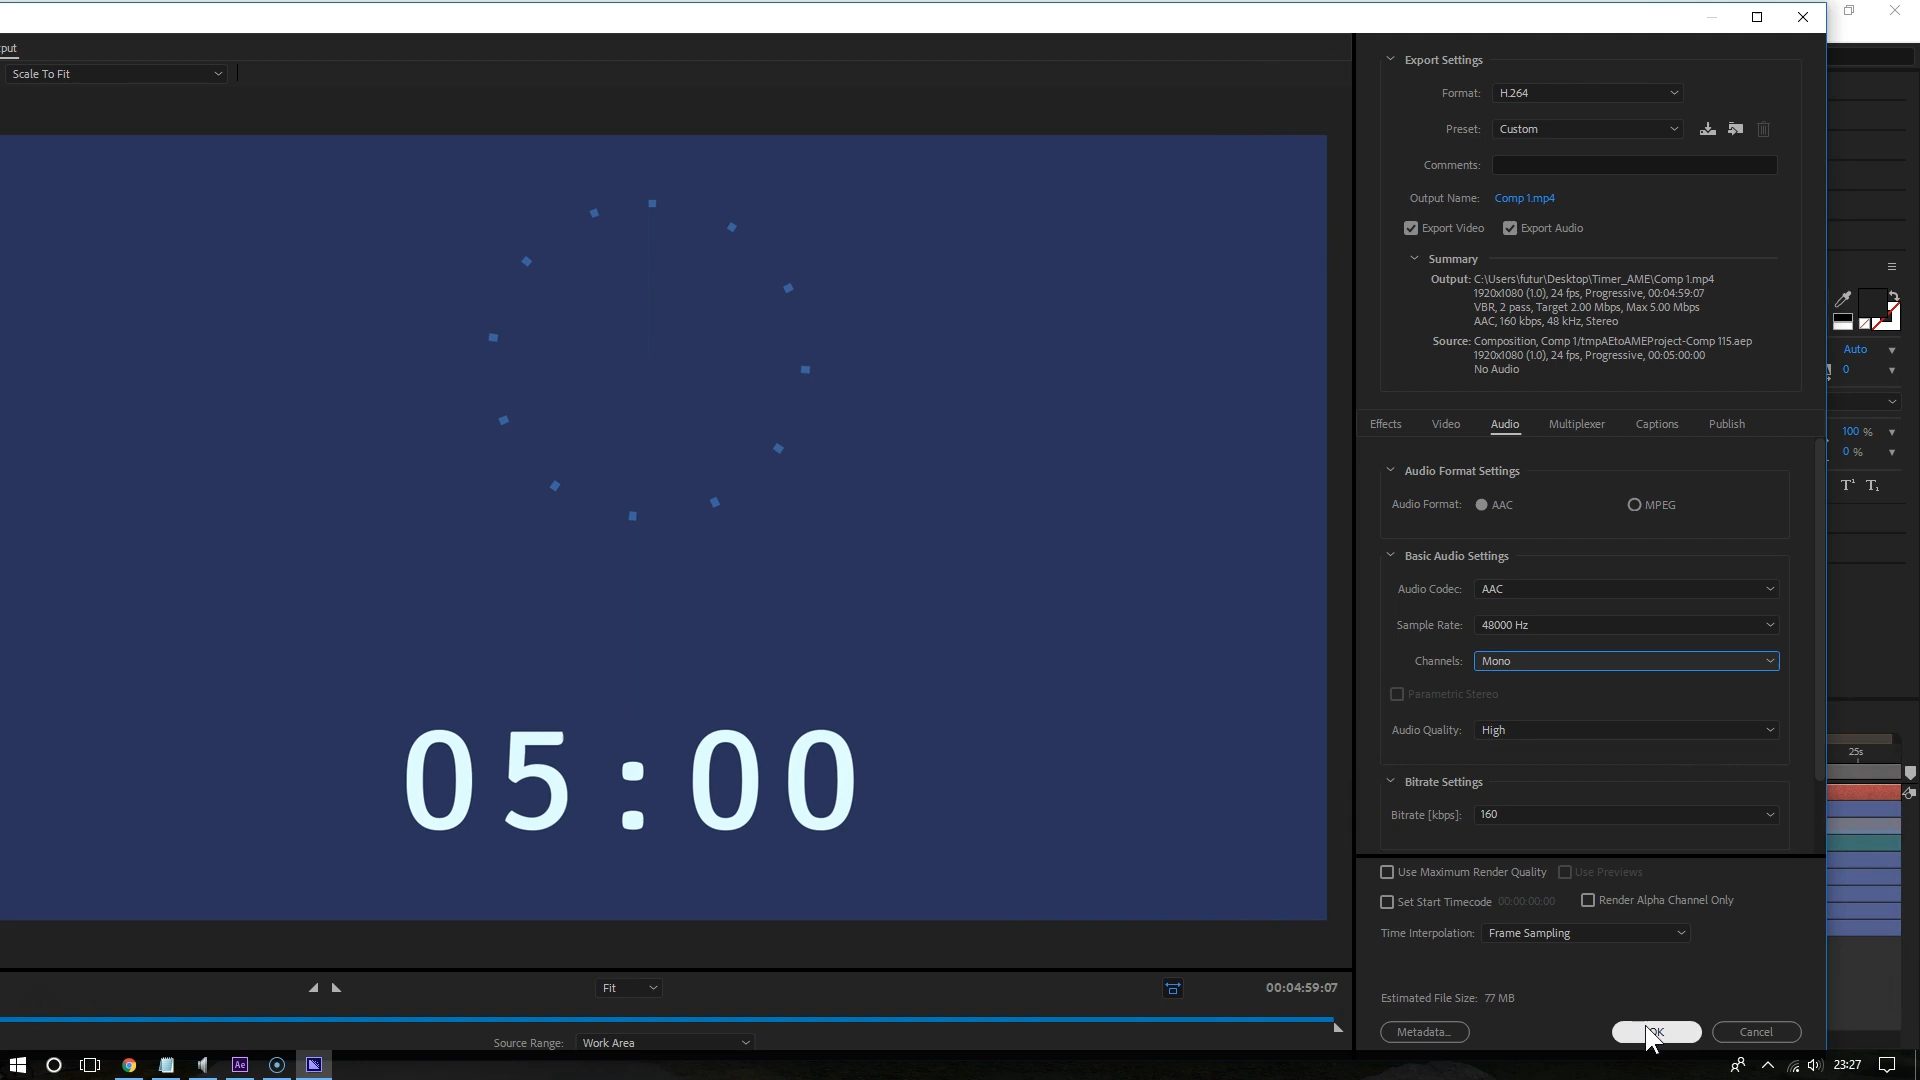 put
Scale To Fit
Export Settings
Format: H.264
Preset: Custom
Comments:
Output Name: Comp 1.mp4
Export Video Export Audio
Summary
Output: C:\Users\futur\Desktop\Timer_AME\Comp 1.mp4
1920x1080 (1.0), 24 fps, Progressive, 00:04:59:07
VBR, 2 pass, Target 2.00 Mbps, Max 5.00 Mbps
AAC, 160 kbps, 48 kHz, Stereo
Source: Composition, Comp 1/tmpAEtoAMEProject-Comp 115.aep
1920x1080 (1.0), 24 fps, Progressive, 00:05:00:00
No Audio
Auto
0
Effects Video Audio Multiplexer Captions Publish
100 %
0 %
Audio Format Settings
Audio Format: AAC MPEG
Basic Audio Settings
Audio Codec: AAC
Sample Rate: 48000 Hz
Channels: Mono
Parametric Stereo
Audio Quality: High
25s
Bitrate Settings
Bitrate [kbps]: 160
05:00
Use Maximum Render Quality Use Previews
Set Start Timecode 00:00:00:00 Render Alpha Channel Only
Time Interpolation: Frame Sampling
Fit 00:04:59:07
Estimated File Size: 77 MB
Metadata... OK Cancel
Source Range: Work Area
Ae 23:27